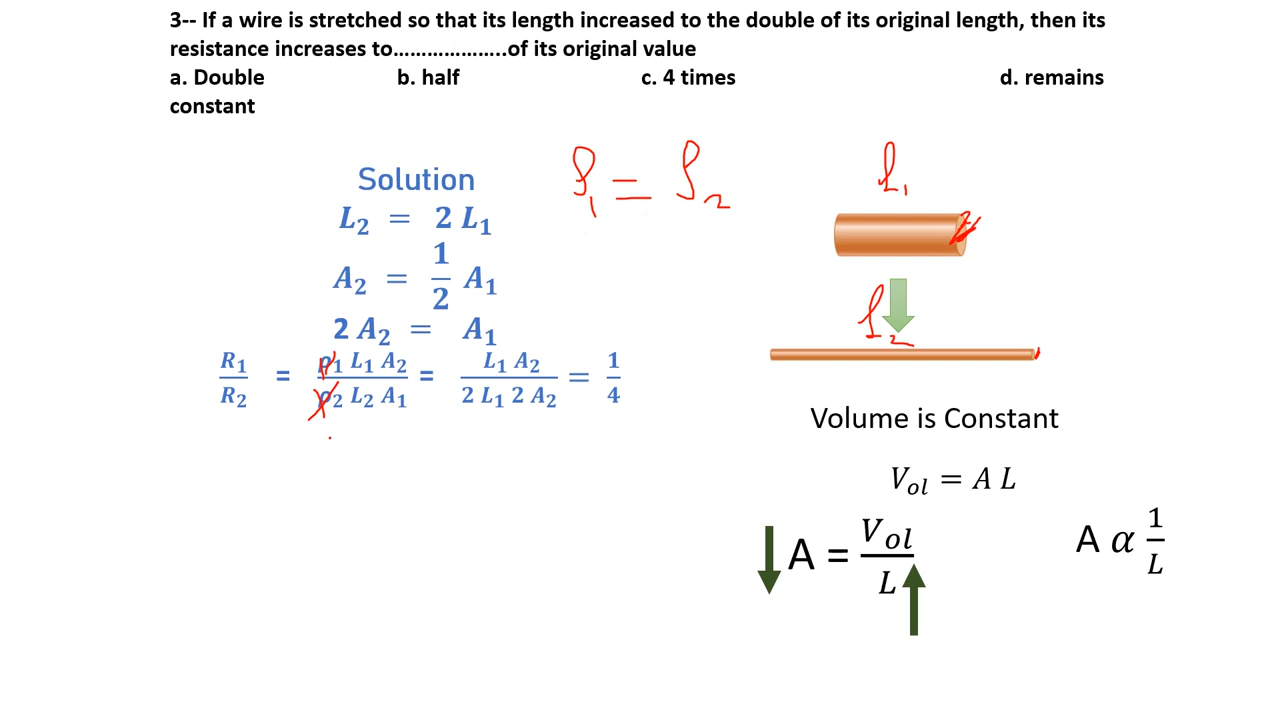 3-- If a wire is stretched so that its length increased to the double of its original length, then its
resistance increases to………………..of its original value
a. Double b. half c. 4 times d. remains
constant
Solution
L₂ = 2 L₁
A₂ = 1/2 A₁
2 A₂ = A₁
R₁/R₂ = ρ₁ L₁ A₂ / ρ₂ L₂ A₁ = L₁ A₂ / 2 L₁ 2 A₂ = 1/4
ρ₁ = ρ₂
ℓ₁
ℓ₂
Volume is Constant
Vₒₗ = A L
A = Vₒₗ / L
A α 1/L